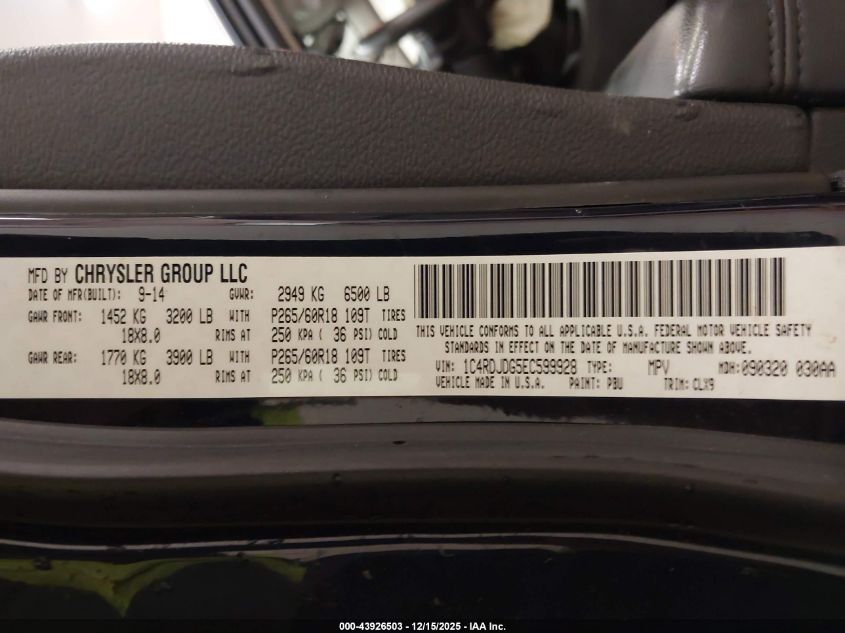 MFD BY CHRYSLER GROUP LLC
DATE OF MFR(BUILT): 9-14 GVWR: 2949 KG 6500 LB
GAWR FRONT: 1452 KG 3200 LB WITH P265/60R18 109T TIRES
18X8.0 RIMS AT 250 KPA ( 36 PSI) COLD
GAWR REAR: 1770 KG 3900 LB WITH P265/60R18 109T TIRES
18X8.0 RIMS AT 250 KPA ( 36 PSI) COLD
THIS VEHICLE CONFORMS TO ALL APPLICABLE U.S.A. FEDERAL MOTOR VEHICLE SAFETY
STANDARDS IN EFFECT ON THE DATE OF MANUFACTURE SHOWN ABOVE.
VIN: 1C4RDJDG5EC599928 TYPE: MPV MDH: 090320 030AA
VEHICLE MADE IN U.S.A. PAINT: PBU TRIM: CLX9
000-43926503 - 12/15/2025 - IAA Inc.